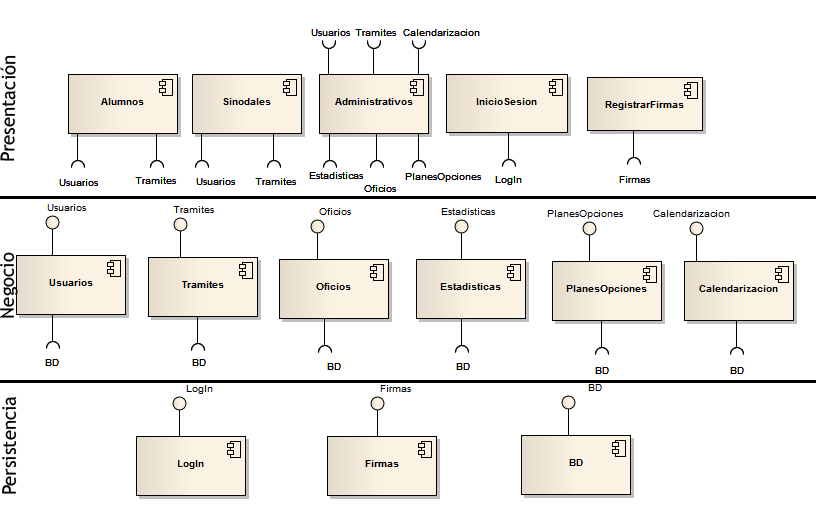 Presentación
Usuarios Tramites Calendarizacion
Alumnos
Sinodales
Administrativos
InicioSesion
RegistrarFirmas
Usuarios
Tramites
Usuarios
Tramites
Estadisticas
Oficios
PlanesOpciones
LogIn
Firmas
Negocio
Usuarios
Tramites
Oficios
Estadisticas
PlanesOpciones
Calendarizacion
Usuarios
Tramites
Oficios
Estadisticas
PlanesOpciones
Calendarizacion
BD
BD
BD
BD
BD
BD
Persistencia
LogIn
Firmas
BD
LogIn
Firmas
BD